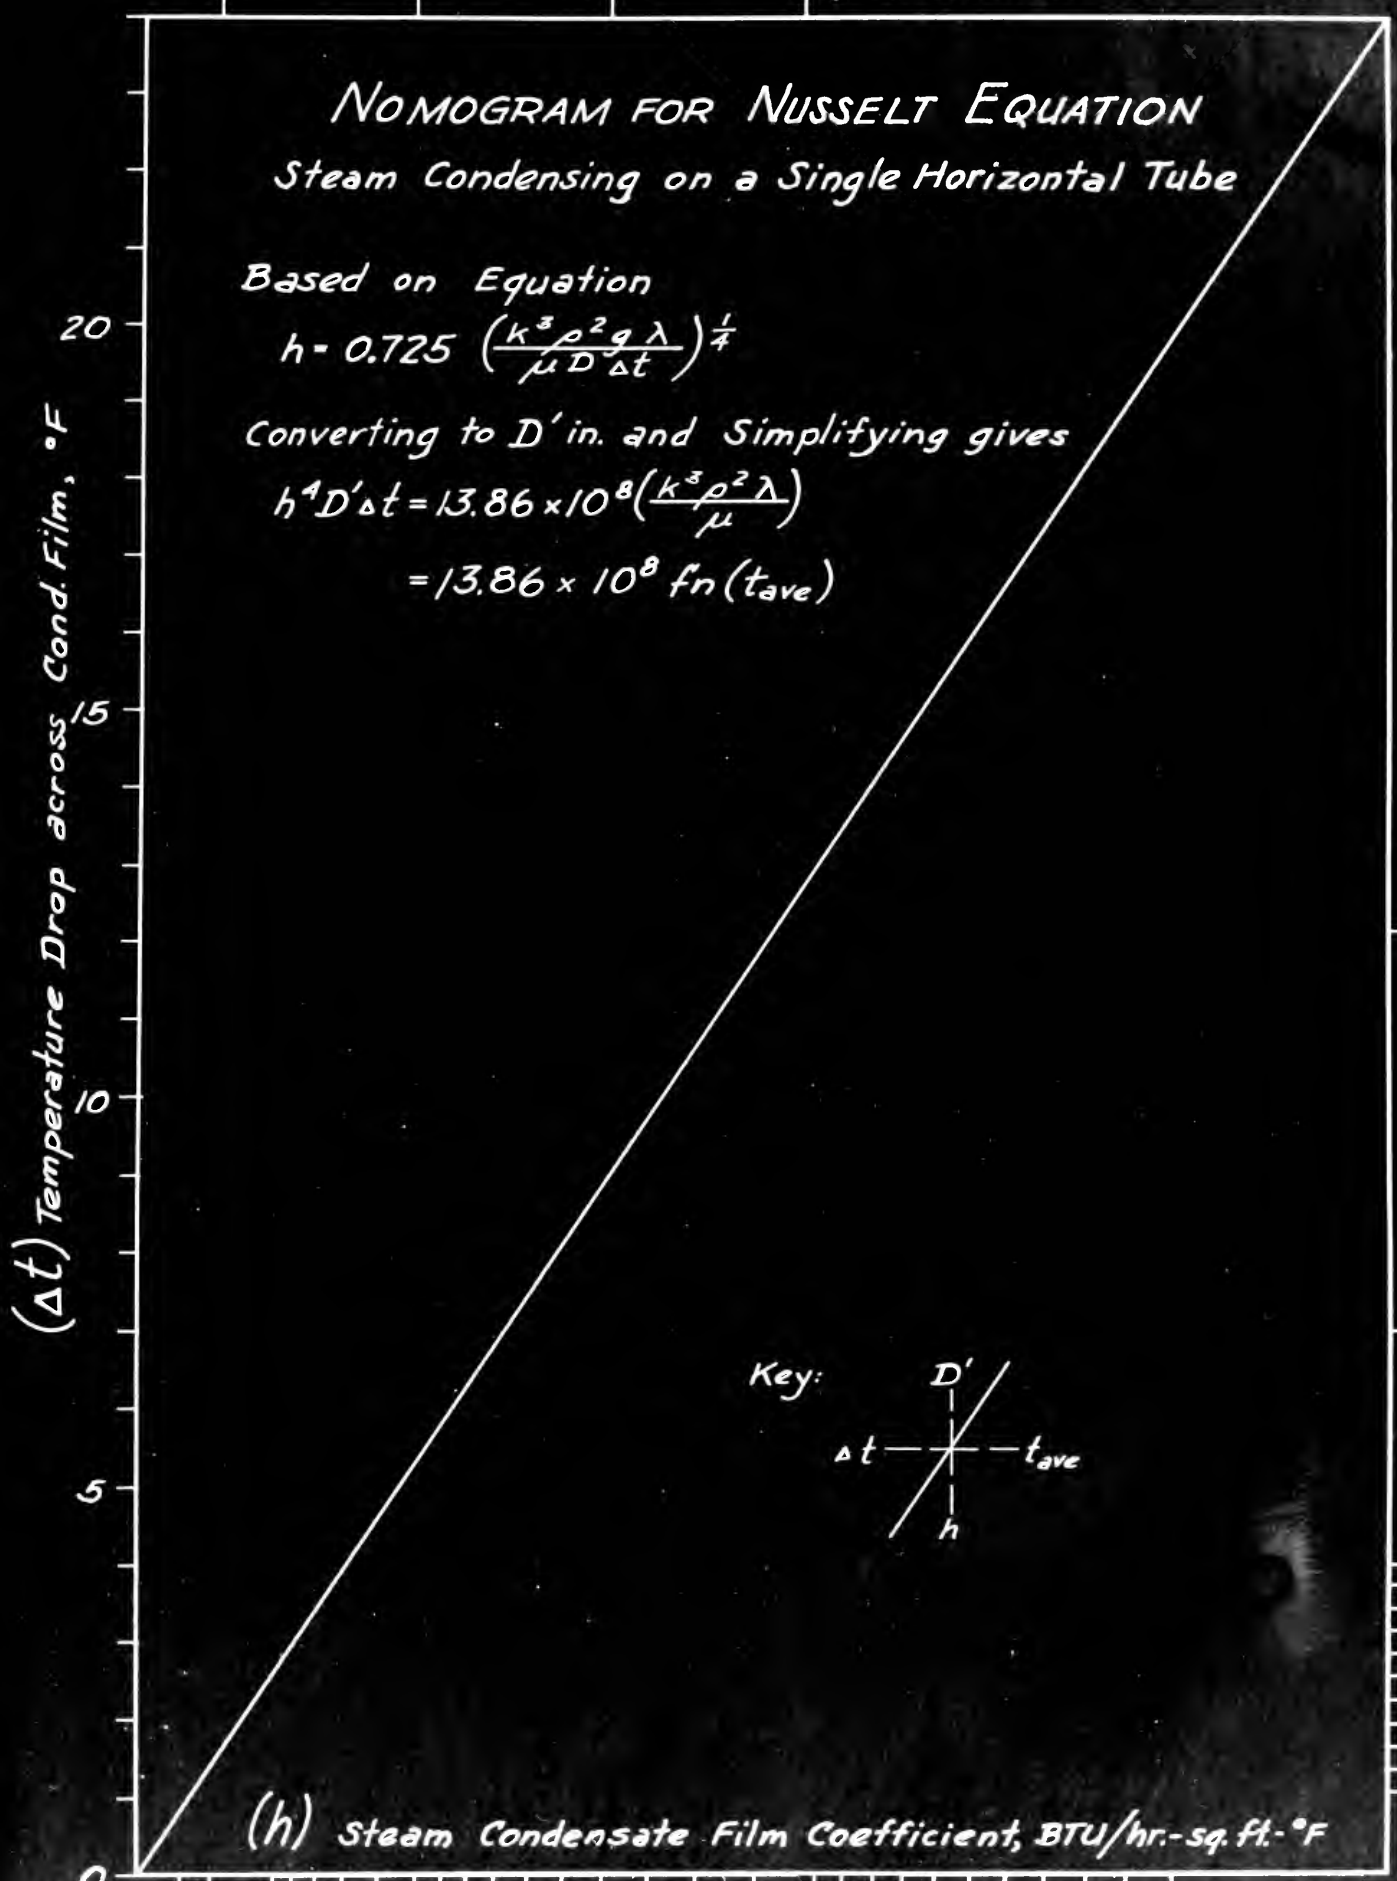 NOMOGRAM FOR NUSSELT EQUATION
Steam Condensing on a Single Horizontal Tube
Based on Equation
h = 0.725 (k³ρ²gλ / μD Δt)^¼
Converting to D' in. and Simplifying gives
h⁴D'Δt = 13.86 × 10⁸ (k³ρ²λ / μ)
= 13.86 × 10⁸ fn (t_ave)
(Δt) Temperature Drop across Cond. Film, °F
20
15
10
5
0
Key:
D'
Δt
t_ave
h
(h) Steam Condensate Film Coefficient, BTU/hr.-sq. ft.-°F